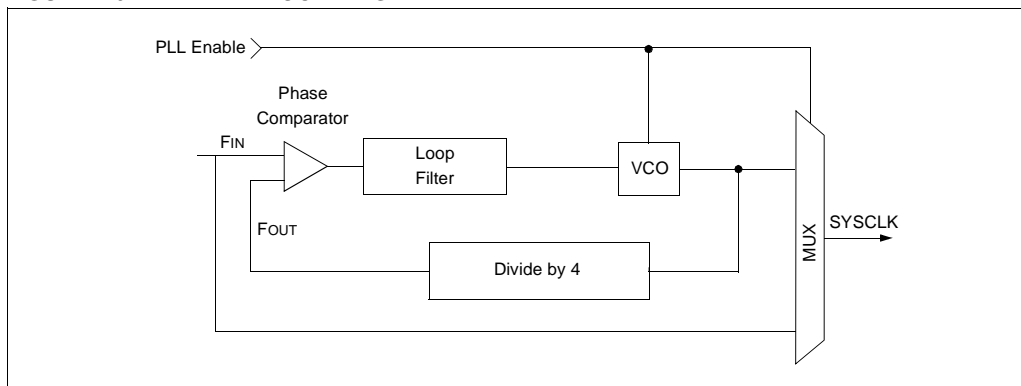 PLL Enable
Phase
Comparator
FIN
Loop
Filter
VCO
SYSCLK
MUX
FOUT
Divide by 4